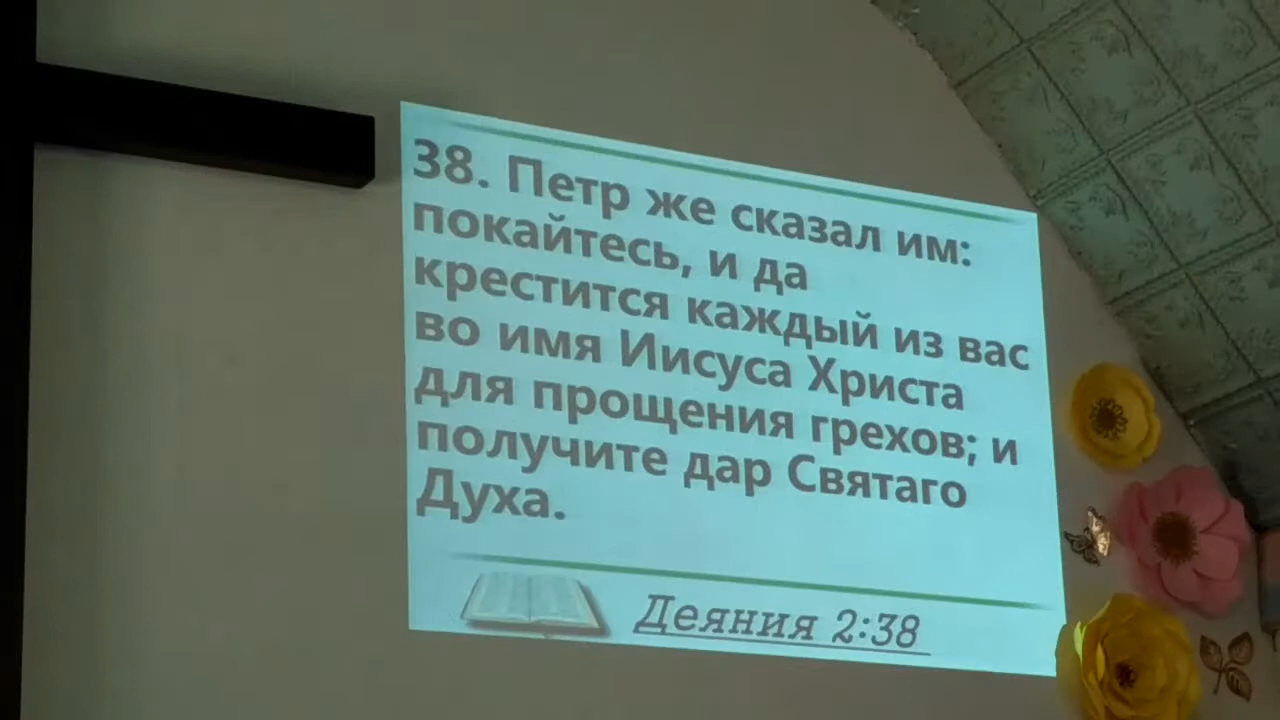 38. Петр же сказал им:
покайтесь, и да
крестится каждый из вас
во имя Иисуса Христа
для прощения грехов; и
получите дар Святаго
Духа.
Деяния 2:38